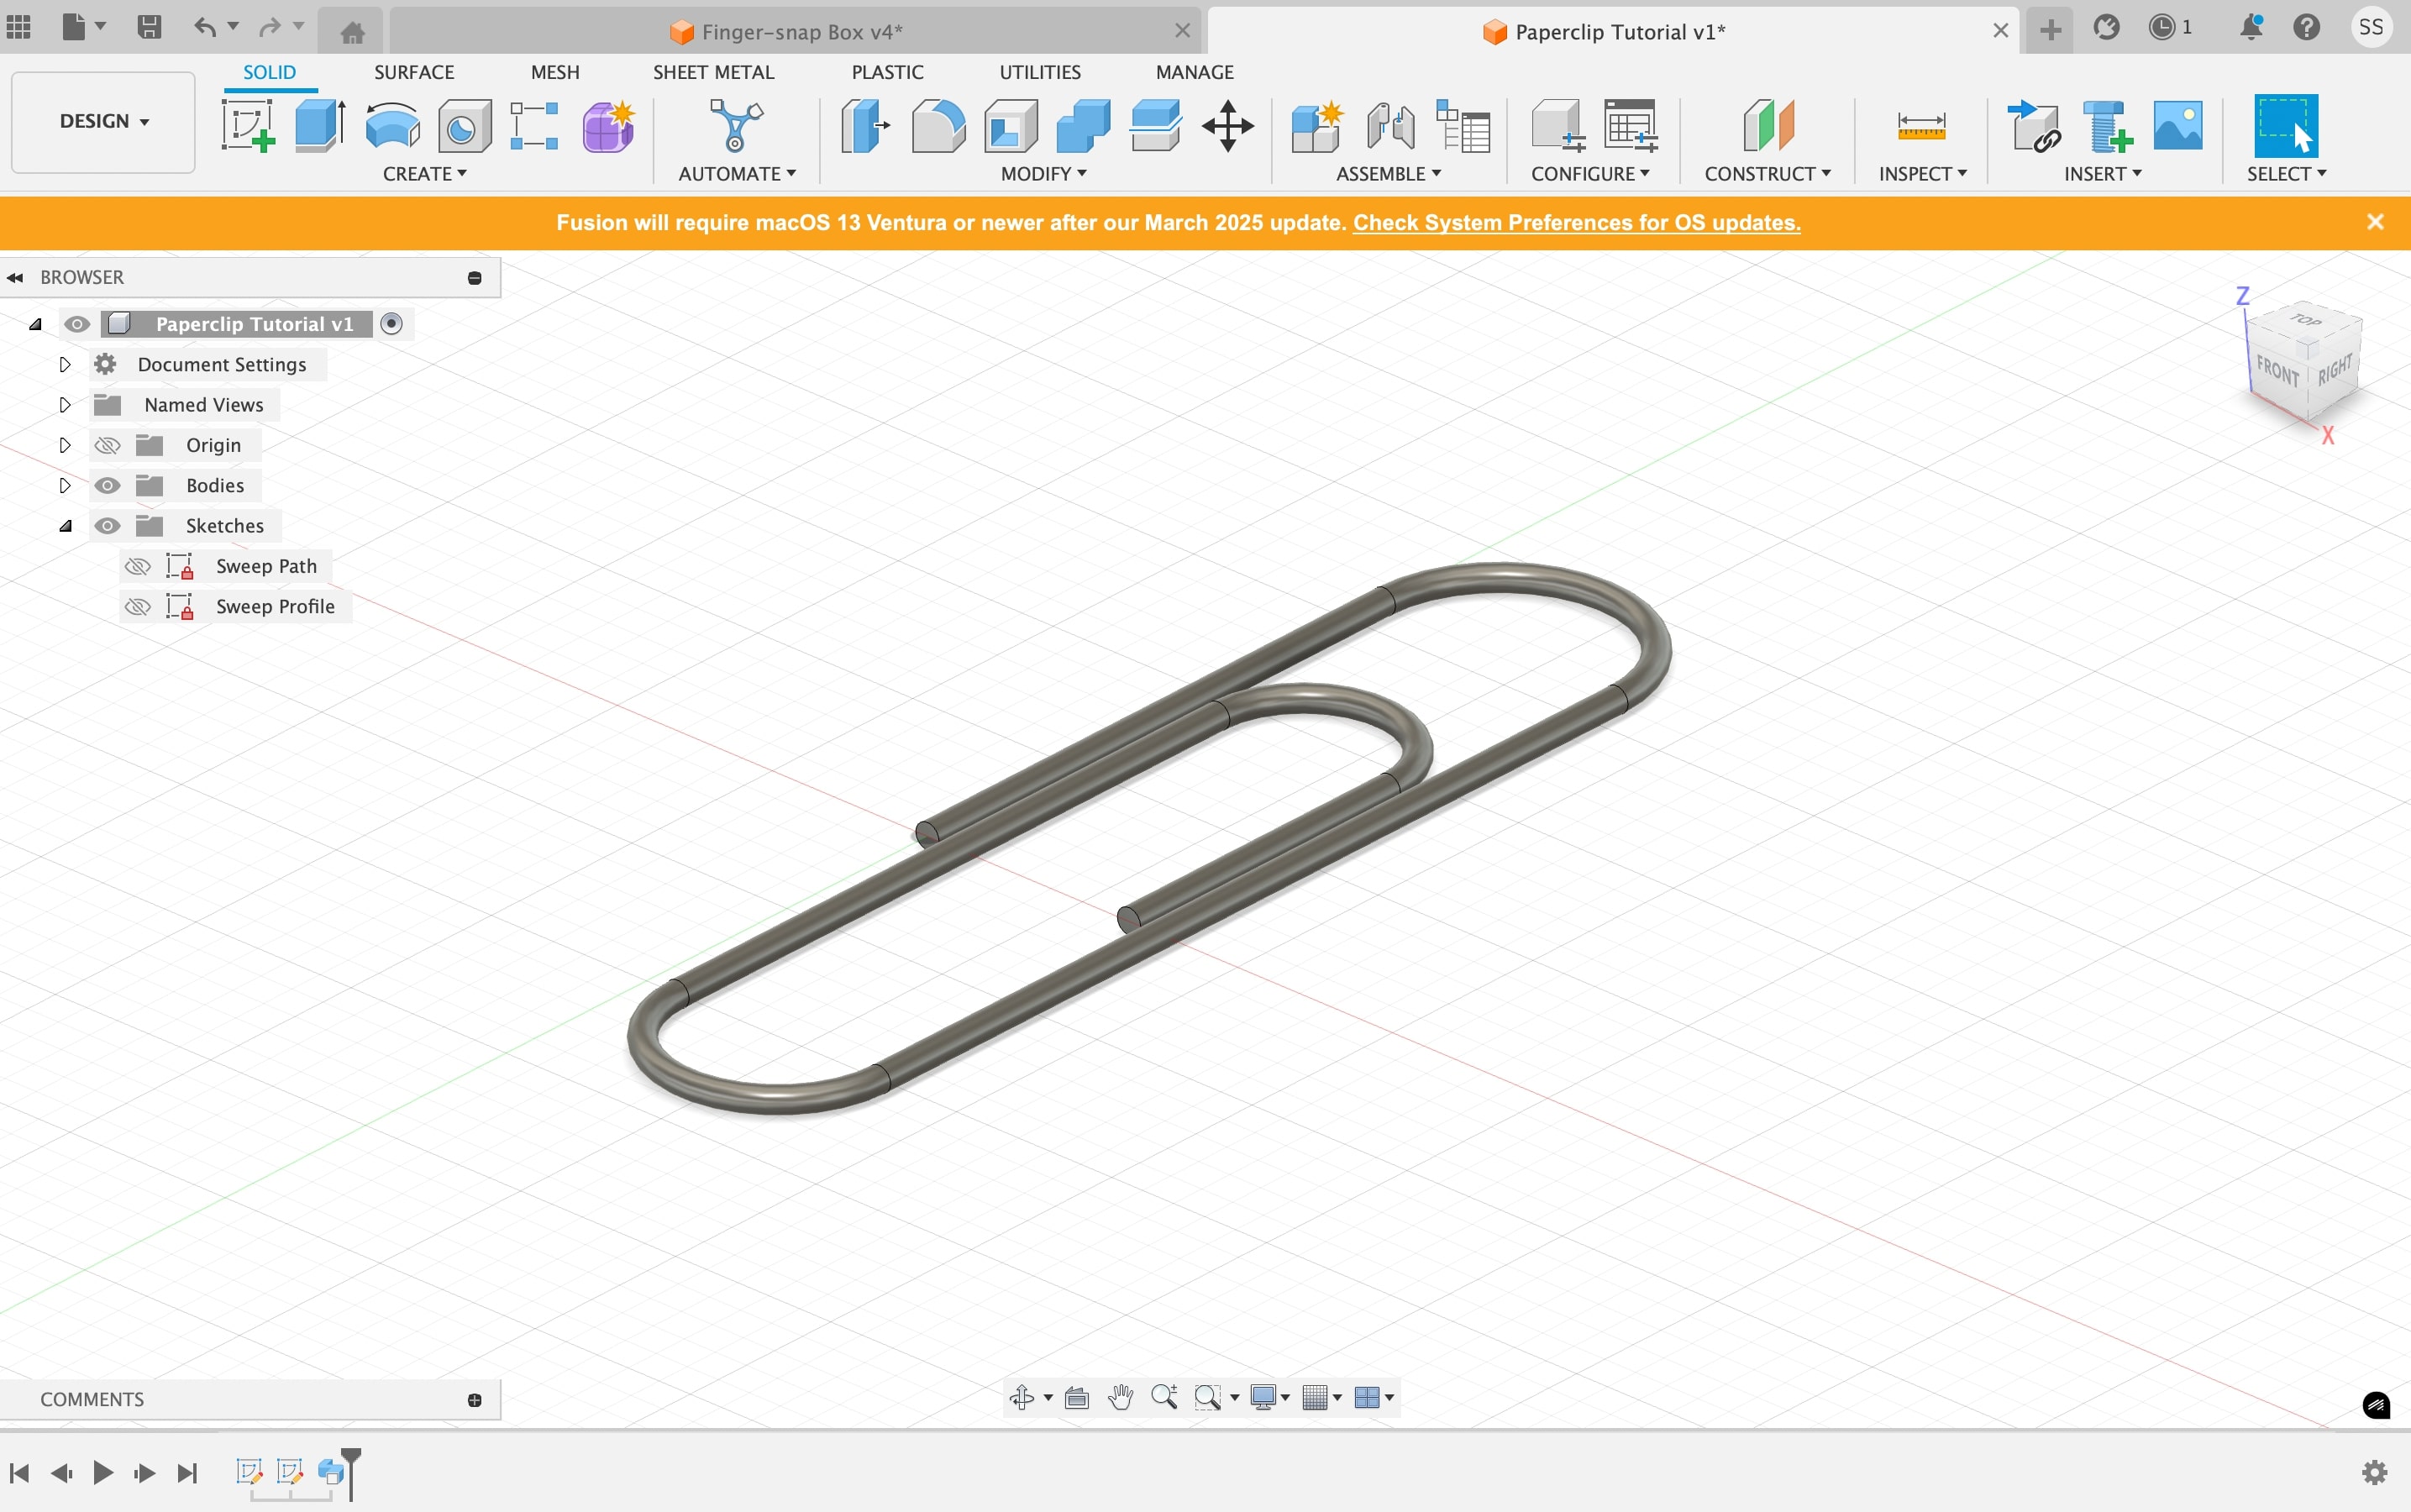 Finger-snap Box v4*
Paperclip Tutorial v1*
1
SS
DESIGN
SOLID
SURFACE
MESH
SHEET METAL
PLASTIC
UTILITIES
MANAGE
CREATE
AUTOMATE
MODIFY
ASSEMBLE
CONFIGURE
CONSTRUCT
INSPECT
INSERT
SELECT
Fusion will require macOS 13 Ventura or newer after our March 2025 update. Check System Preferences for OS updates.
BROWSER
Paperclip Tutorial v1
Document Settings
Named Views
Origin
Bodies
Sketches
Sweep Path
Sweep Profile
Z
TOP
FRONT
RIGHT
X
COMMENTS